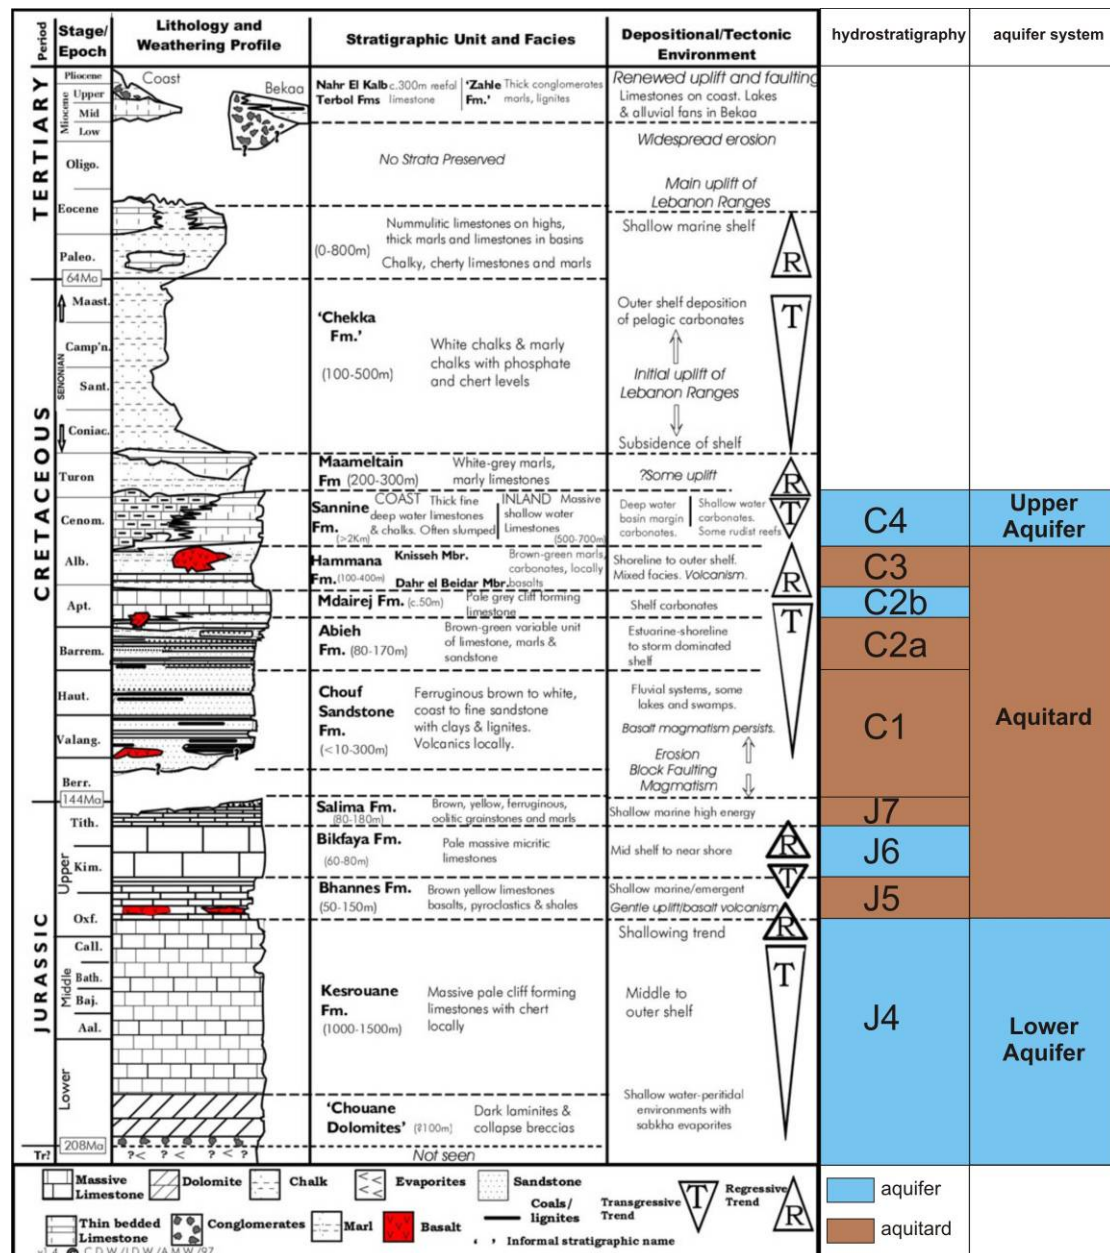 Period
Stage/
Epoch
Lithology and
Weathering Profile
Stratigraphic Unit and Facies
Depositional/Tectonic
Environment
hydrostratigraphy
aquifer system
TERTIARY
Miocene
Pliocene
Upper
Mid
Low
Oligo.
Eocene
Paleo.
64Ma
Coast
Bekaa
?
Nahr El Kalb c.300m reefal
Terbol Fms limestone
'Zahle Thick conglomerates
Fm.' marls, lignites
Renewed uplift and faulting
Limestones on coast. Lakes
& alluvial fans in Bekaa
No Strata Preserved
Widespread erosion
Main uplift of
Lebanon Ranges
(0-800m)
Nummulitic limestones on highs,
thick marls and limestones in basins
Chalky, cherty limestones and marls
Shallow marine shelf
R
CRETACEOUS
SENONIAN
Maast.
Camp'n.
Sant.
Coniac.
Turon
Cenom.
Alb.
Apt.
Barrem.
Haut.
Valang.
Berr.
144Ma
'Chekka
Fm.'
(100-500m)
White chalks & marly
chalks with phosphate
and chert levels
Outer shelf deposition
of pelagic carbonates
Initial uplift of
Lebanon Ranges
Subsidence of shelf
T
Maameltain
Fm (200-300m)
White-grey marls,
marly limestones
?Some uplift
R
Sannine
Fm.
(>2Km)
COAST Thick fine
deep water limestones
& chalks. Often slumped
INLAND Massive
shallow water
Limestones
(500-700m)
Deep water
basin margin
carbonates.
Shallow water
carbonates.
Some rudist reefs
T
C4
Upper
Aquifer
Hammana
Fm. (100-400m)
Knisseh Mbr.
Dahr el Beidar Mbr.
Brown-green marls,
carbonates, locally
basalts
Shoreline to outer shelf.
Mixed facies. Volcanism.
R
C3
Mdairej Fm. (c.50m)
Pale grey cliff forming
limestone
Shelf carbonates
T
C2b
Abieh
Fm. (80-170m)
Brown-green variable unit
of limestone, marls &
sandstone
Estuarine-shoreline
to storm dominated
shelf
C2a
Chouf
Sandstone
Fm.
(<10-300m)
Ferruginous brown to white,
coast to fine sandstone
with clays & lignites.
Volcanics locally.
Fluvial systems, some
lakes and swamps.
Basalt magmatism persists.
Erosion
Block Faulting
Magmatism
?
?
C1
Aquitard
JURASSIC
Upper
Middle
Lower
Tith.
Kim.
Oxf.
Call.
Bath.
Baj.
Aal.
208Ma
Tr?
Salima Fm.
(80-180m)
Brown, yellow, ferruginous,
oolitic grainstones and marls
Shallow marine high energy
J7
Bikfaya Fm.
(60-80m)
Pale massive micritic
limestones
Mid shelf to near shore
R
J6
Bhannes Fm.
(50-150m)
Brown yellow limestones
basalts, pyroclastics & shales
Shallow marine/emergent
Gentle uplift/basalt volcanism
T
J5
Shallowing trend
R
Kesrouane
Fm.
(1000-1500m)
Massive pale cliff forming
limestones with chert
locally
Middle to
outer shelf
T
J4
Lower
Aquifer
'Chouane
Dolomites' (?100m)
Dark laminites &
collapse breccias
Shallow water-peritidal
environments with
sabkha evaporites
? ? ? ?
Not seen
Massive
Limestone
Dolomite
Chalk
Evaporites
Sandstone
Thin bedded
Limestone
Conglomerates
Marl
Basalt
Coals/
lignites
Transgressive
Trend
T
Regressive
Trend
R
' ' Informal stratigraphic name
aquifer
aquitard